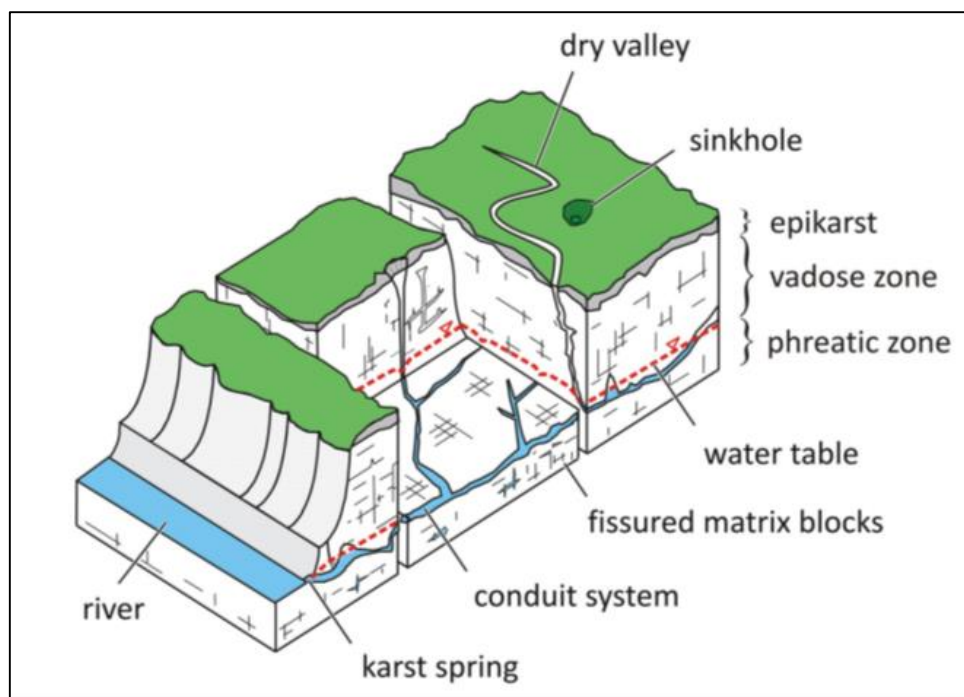 dry valley
sinkhole
epikarst
vadose zone
phreatic zone
water table
fissured matrix blocks
conduit system
river
karst spring